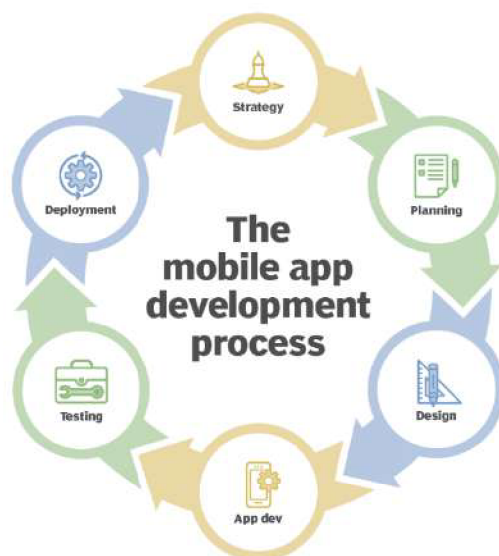 Strategy
Planning
Design
App dev
Testing
Deployment
The
mobile app
development
process